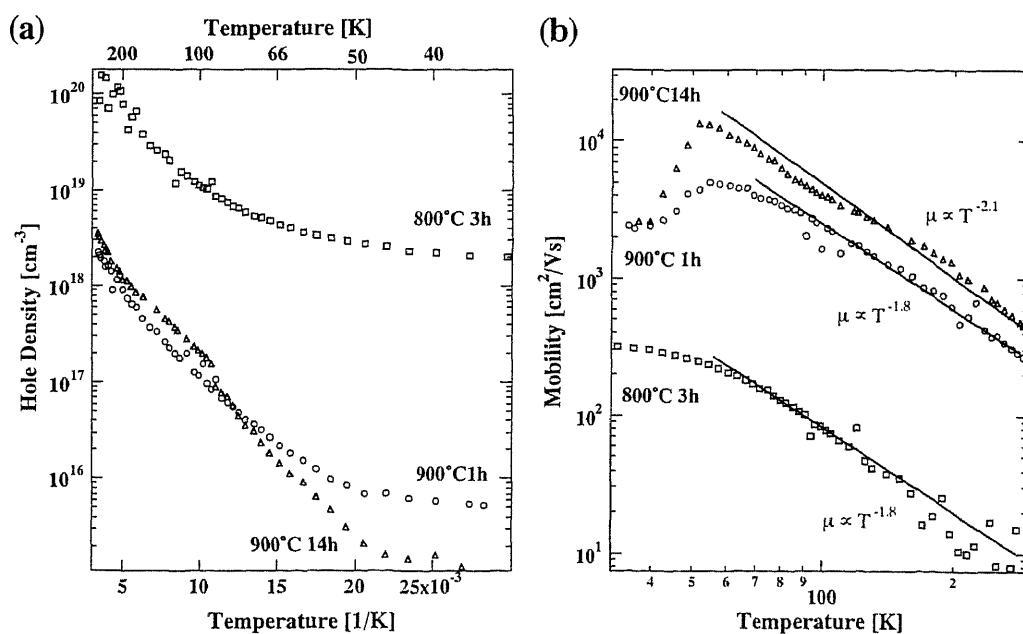 (a)
Temperature [K]
200 100 66 50 40
10^20
10^19
10^18
10^17
10^16
Hole Density [cm^-3]
800°C 3h
900°C1h
900°C 14h
5 10 15 20 25x10^-3
Temperature [1/K]
(b)
10^4
10^3
10^2
10^1
Mobility [cm^2/Vs]
900°C14h
μ ∝ T^-2.1
900°C 1h
μ ∝ T^-1.8
800°C 3h
μ ∝ T^-1.8
4 5 6 7 8 9 100 2
Temperature [K]